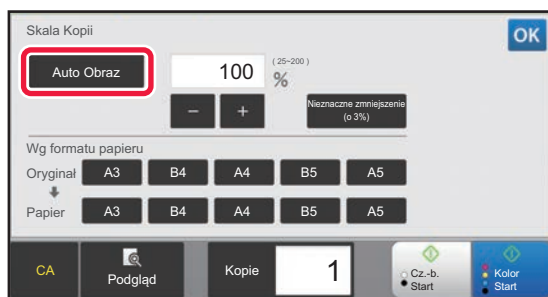 Skala Kopii
OK
Auto Obraz
100
( 25~200 )
%
−
+
Nieznaczne zmniejszenie
(o 3%)
Wg formatu papieru
Oryginał
A3
B4
A4
B5
A5
Papier
A3
B4
A4
B5
A5
CA
Podgląd
Kopie
1
Cz.-b.
Start
Kolor
Start